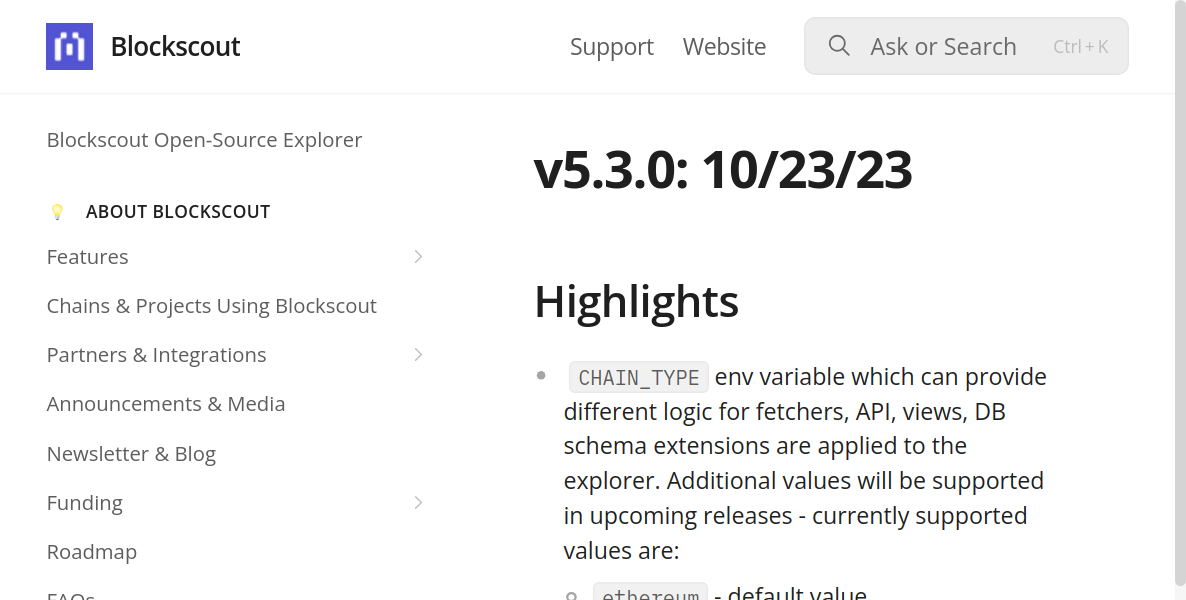 Blockscout
Support
Website
Ask or Search
Ctrl + K
Blockscout Open-Source Explorer
ABOUT BLOCKSCOUT
Features
Chains & Projects Using Blockscout
Partners & Integrations
Announcements & Media
Newsletter & Blog
Funding
Roadmap
FAQs
v5.3.0: 10/23/23
Highlights
CHAIN_TYPE env variable which can provide
different logic for fetchers, API, views, DB
schema extensions are applied to the
explorer. Additional values will be supported
in upcoming releases - currently supported
values are:
ethereum - default value